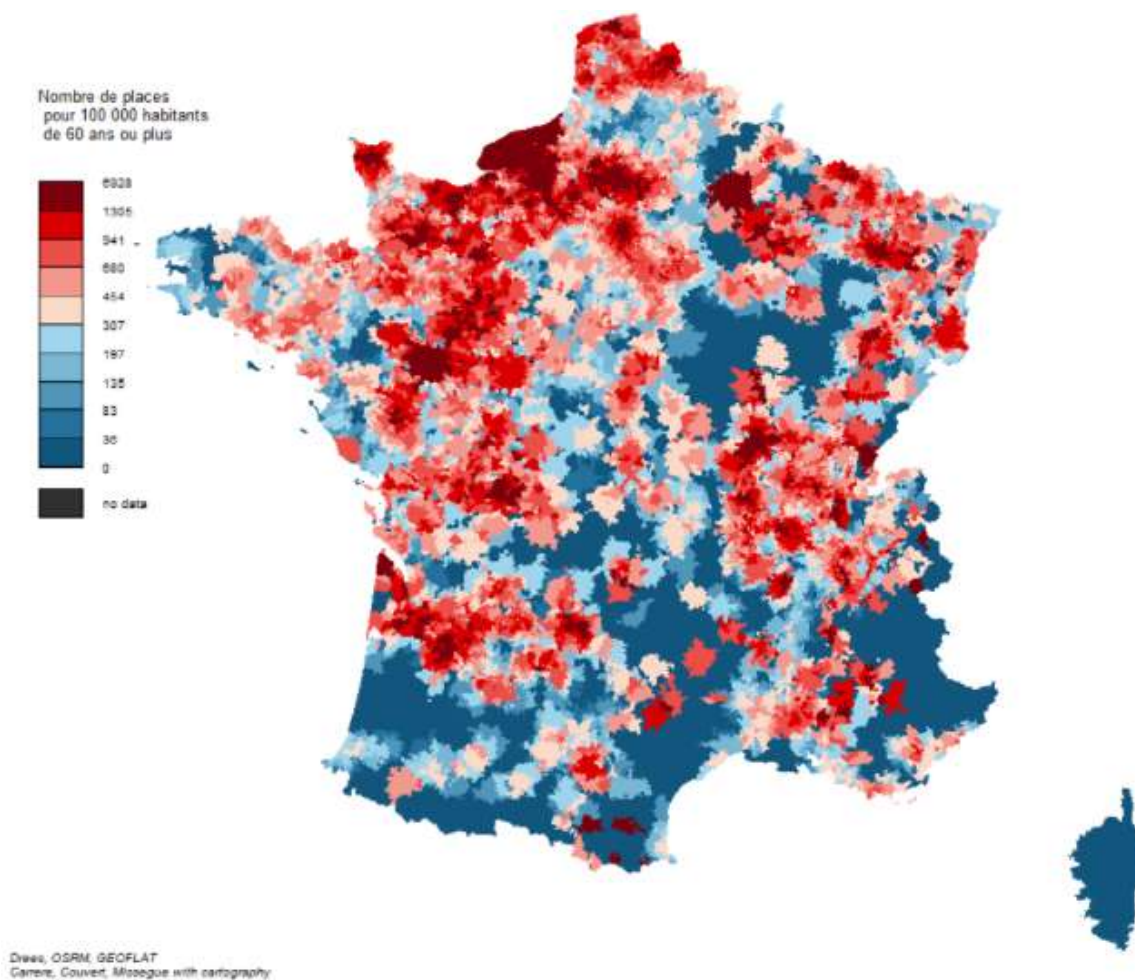 Nombre de places
pour 100 000 habitants
de 60 ans ou plus
6928
1305
941
680
454
307
197
135
83
36
0
no data
Drees, OSRM, GEOFLAT
Carrere, Couvert, Missegue with cartography